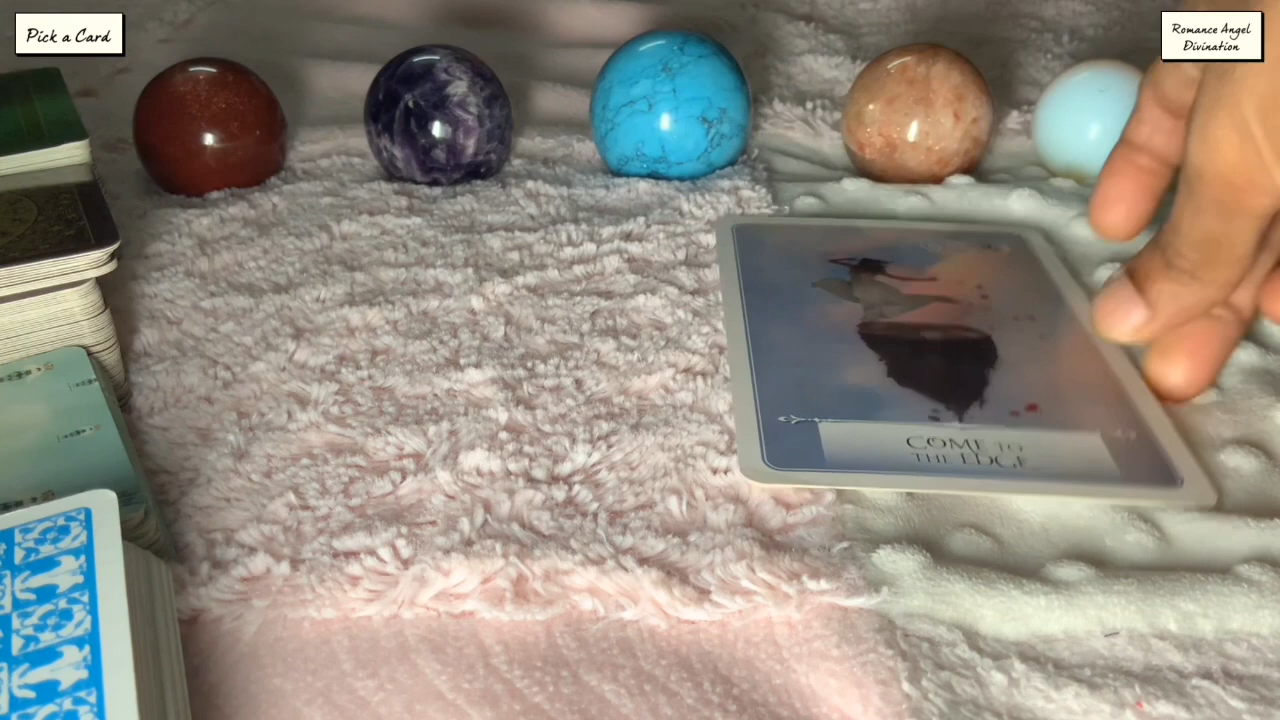 Pick a Card
Romance Angel
Divination
COME TO
THE EDGE